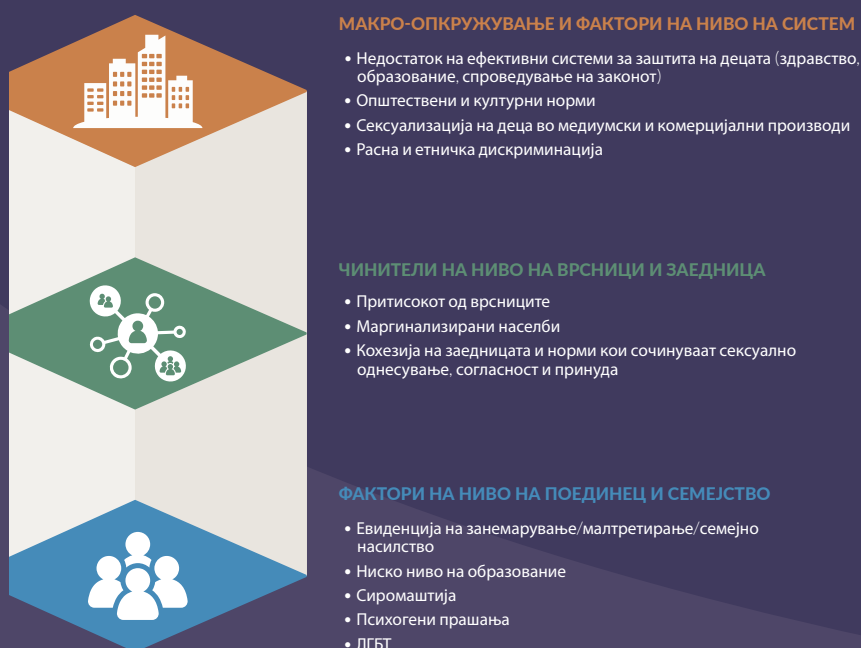 МАКРО-ОПКРУЖУВАЊЕ И ФАКТОРИ НА НИВО НА СИСТЕМ
• Недостаток на ефективни системи за заштита на децата (здравство,
образование, спроведување на законот)
• Општествени и културни норми
• Сексуализација на деца во медиумски и комерцијални производи
• Расна и етничка дискриминација
ЧИНИТЕЛИ НА НИВО НА ВРСНИЦИ И ЗАЕДНИЦА
• Притисокот од врсниците
• Маргинализирани населби
• Кохезија на заедницата и норми кои сочинуваат сексуално
однесување, согласност и принуда
ФАКТОРИ НА НИВО НА ПОЕДИНЕЦ И СЕМЕЈСТВО
• Евиденција на занемарување/малтретирање/семејно
насилство
• Ниско ниво на образование
• Сиромаштија
• Психогени прашања
• ЛГБТ